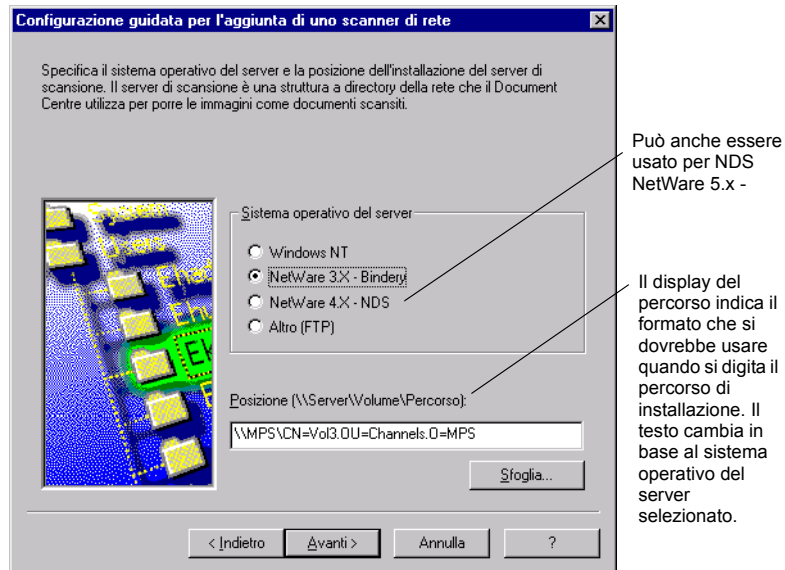 Configurazione guidata per l'aggiunta di uno scanner di rete
Specifica il sistema operativo del server e la posizione dell'installazione del server di
scansione. Il server di scansione è una struttura a directory della rete che il Document
Centre utilizza per porre le immagini come documenti scansiti.
Può anche essere
usato per NDS
NetWare 5.x -
Sistema operativo del server
Windows NT
NetWare 3.X - Bindery
NetWare 4.X - NDS
Altro (FTP)
Il display del
percorso indica il
formato che si
dovrebbe usare
quando si digita il
percorso di
installazione. Il
testo cambia in
base al sistema
operativo del
server
selezionato.
Posizione (\\Server\Volume\Percorso):
\\MPS\CN=Vol3.OU=Channels.O=MPS
Sfoglia...
< Indietro
Avanti >
Annulla
?